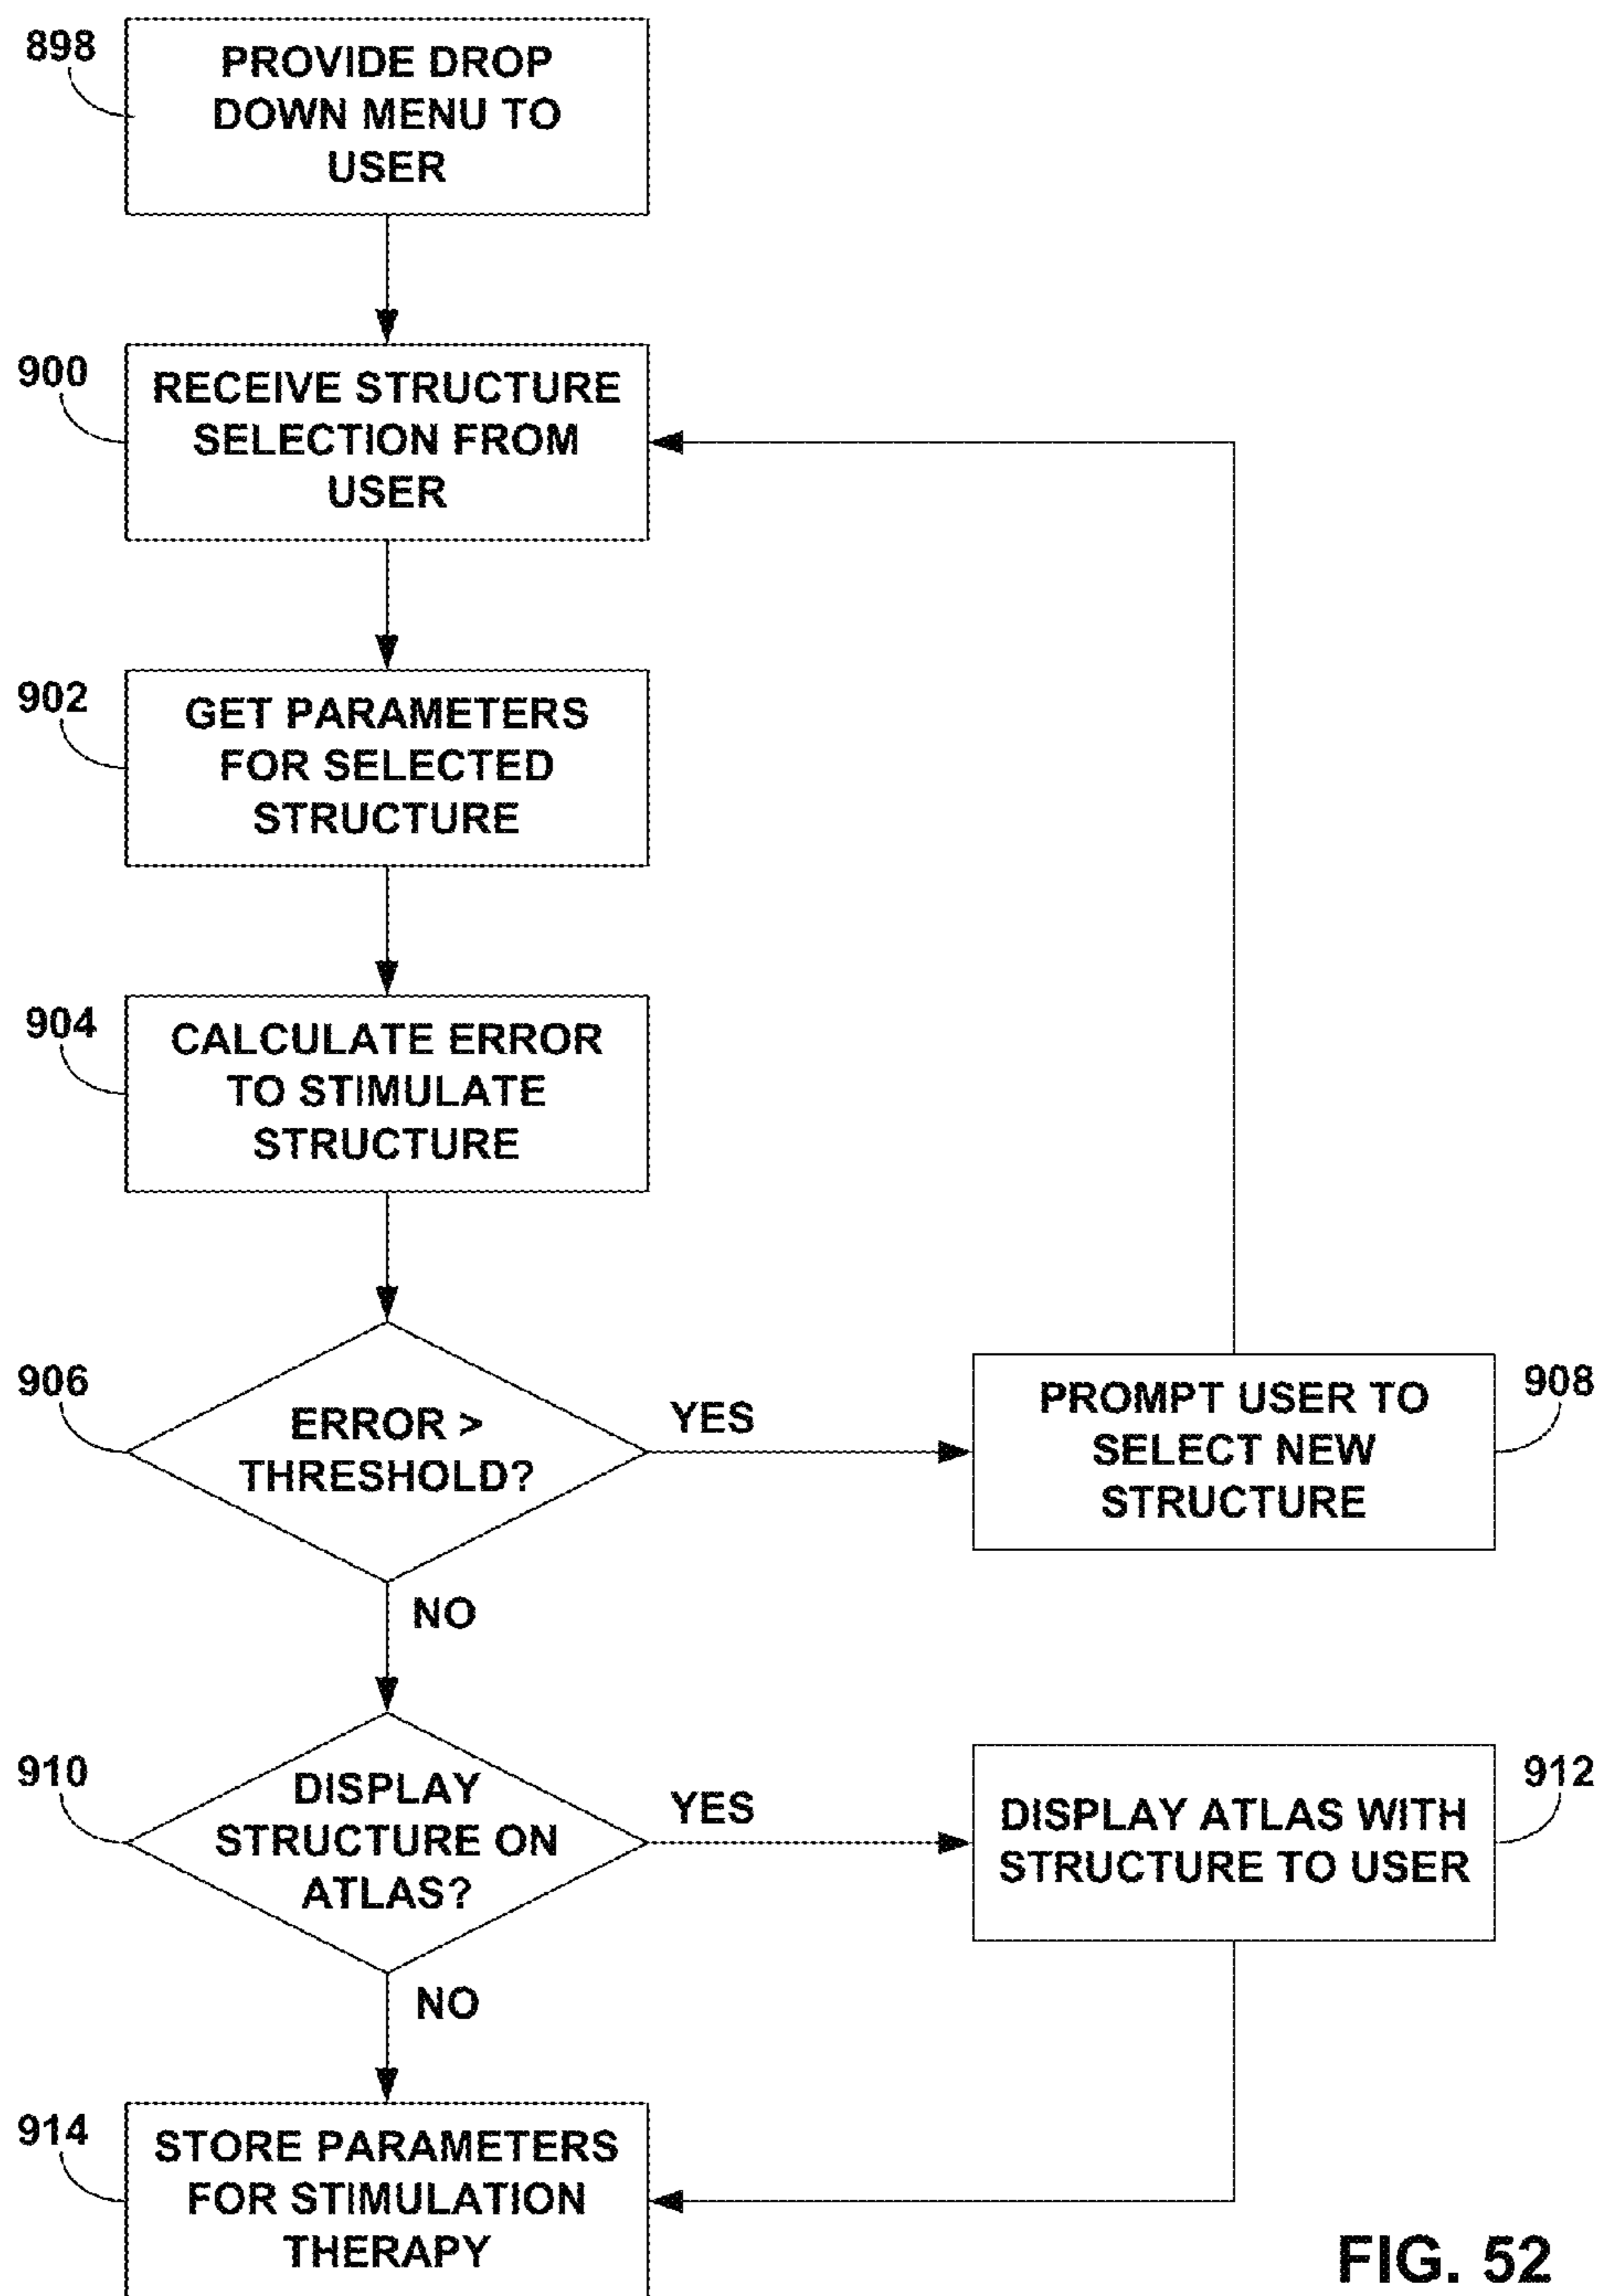 898
PROVIDE DROP
DOWN MENU TO
USER
900
RECEIVE STRUCTURE
SELECTION FROM
USER
902
GET PARAMETERS
FOR SELECTED
STRUCTURE
904
CALCULATE ERROR
TO STIMULATE
STRUCTURE
906
ERROR >
THRESHOLD?
YES
PROMPT USER TO
SELECT NEW
STRUCTURE
908
NO
910
DISPLAY
STRUCTURE ON
ATLAS?
YES
DISPLAY ATLAS WITH
STRUCTURE TO USER
912
NO
914
STORE PARAMETERS
FOR STIMULATION
THERAPY
FIG. 52